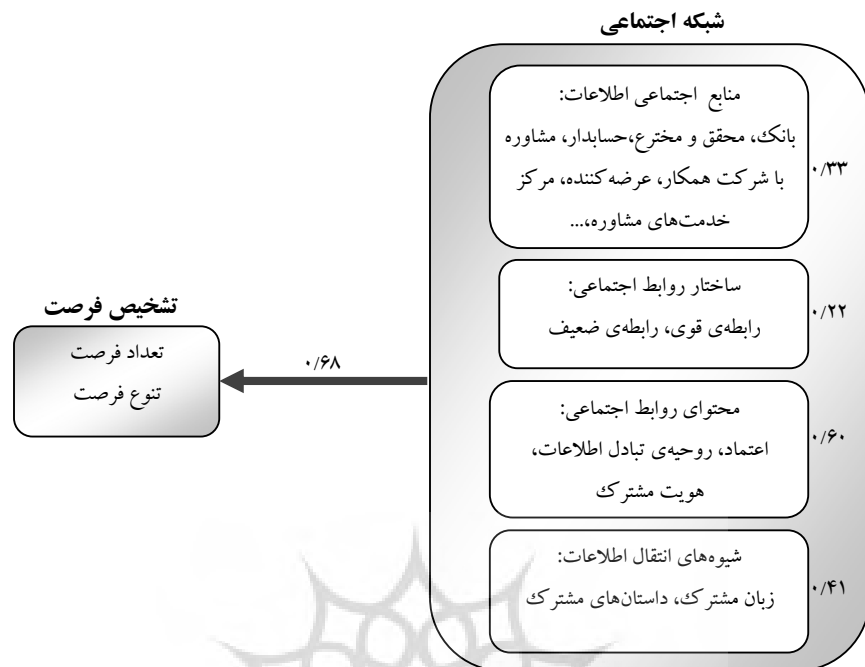 شبکه اجتماعی
منابع اجتماعی اطلاعات:
بانک، محقق و مخترع،حسابدار، مشاوره
با شرکت همکار، عرضه‌کننده، مرکز
خدمت‌های مشاوره،...
۰/۳۳
ساختار روابط اجتماعی:
رابطه‌ی قوی، رابطه‌ی ضعیف
۰/۲۲
محتوای روابط اجتماعی:
اعتماد، روحیه‌ی تبادل اطلاعات،
هویت مشترک
۰/۶۰
شیوه‌های انتقال اطلاعات:
زبان مشترک، داستان‌های مشترک
۰/۴۱
۰/۶۸
تشخیص فرصت
تعداد فرصت
تنوع فرصت